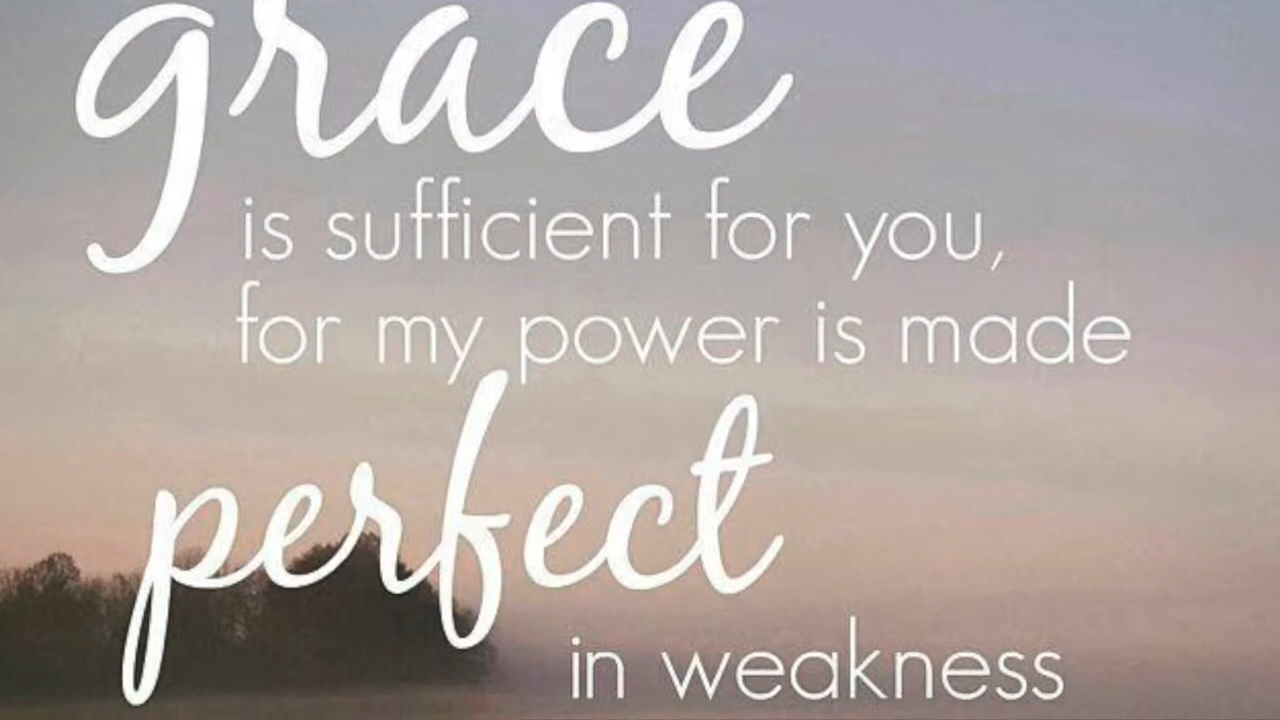 grace
is sufficient for you,
for my power is made
perfect
in weakness